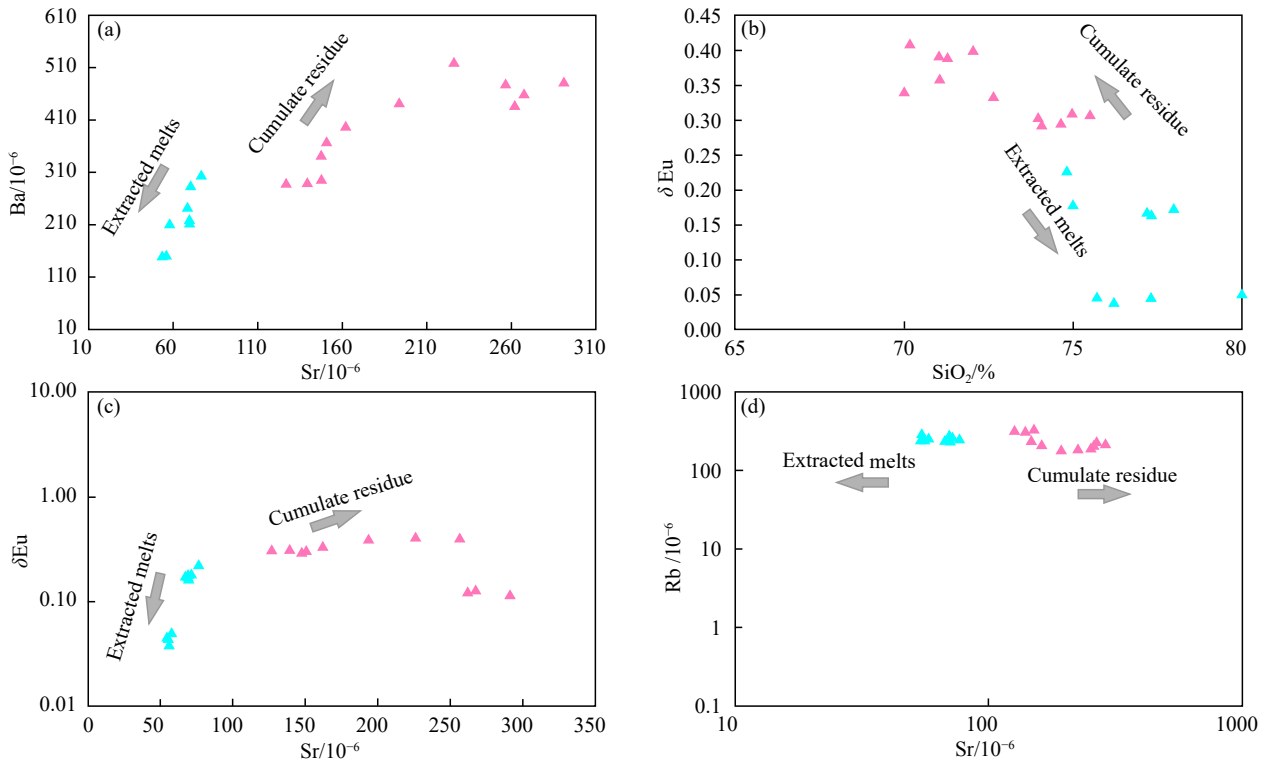 (a)
610
510
410
310
210
110
10
Ba/10⁻⁶
Cumulate residue
Extracted melts
10
60
110
160
210
260
310
Sr/10⁻⁶
(b)
0.45
0.40
0.35
0.30
0.25
0.20
0.15
0.10
0.05
0.00
δEu
Cumulate residue
Extracted melts
65
70
75
80
SiO₂/%
(c)
10.00
1.00
0.10
0.01
δEu
Cumulate residue
Extracted melts
0
50
100
150
200
250
300
350
Sr/10⁻⁶
(d)
1000
100
10
1
0.1
Rb /10⁻⁶
Extracted melts
Cumulate residue
10
100
1000
Sr/10⁻⁶